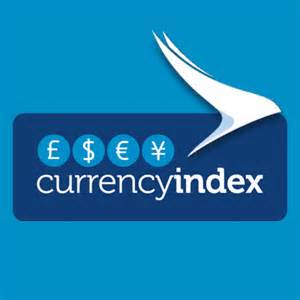 £ $ € ¥
currencyindex